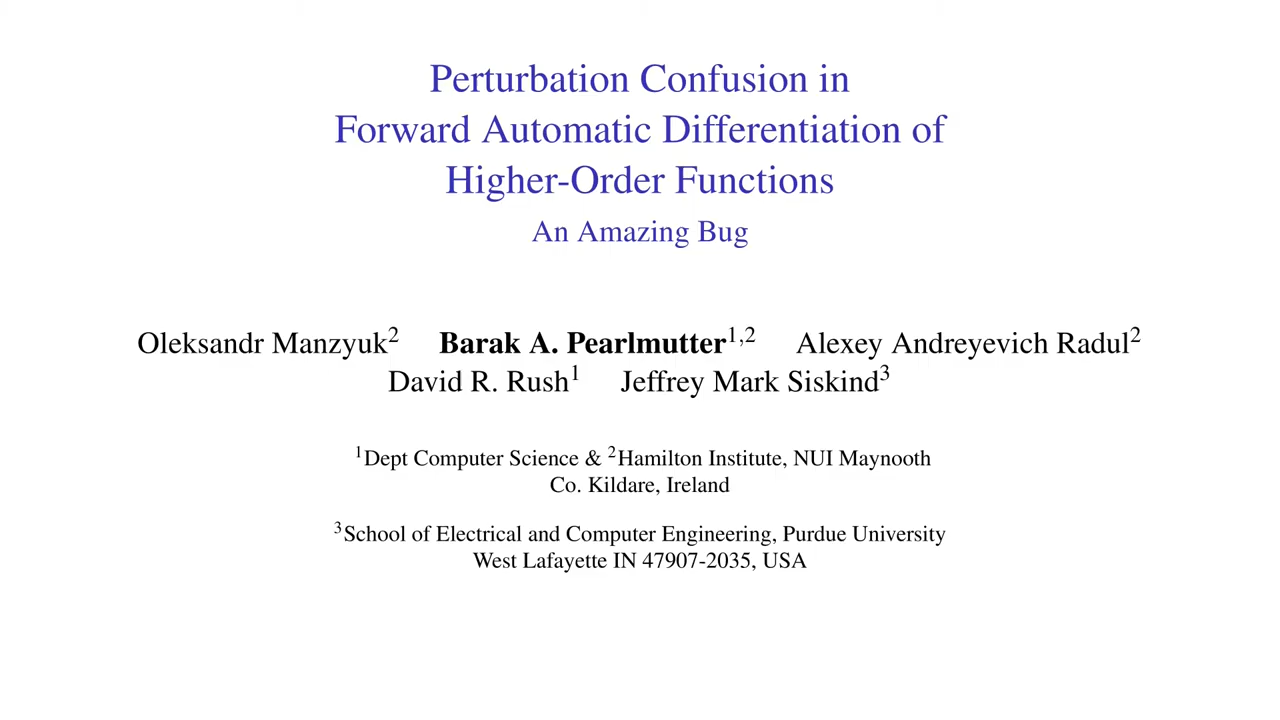 Perturbation Confusion in
Forward Automatic Differentiation of
Higher-Order Functions
An Amazing Bug
Oleksandr Manzyuk² Barak A. Pearlmutter¹,² Alexey Andreyevich Radul²
David R. Rush¹ Jeffrey Mark Siskind³
¹Dept Computer Science & ²Hamilton Institute, NUI Maynooth
Co. Kildare, Ireland
³School of Electrical and Computer Engineering, Purdue University
West Lafayette IN 47907-2035, USA